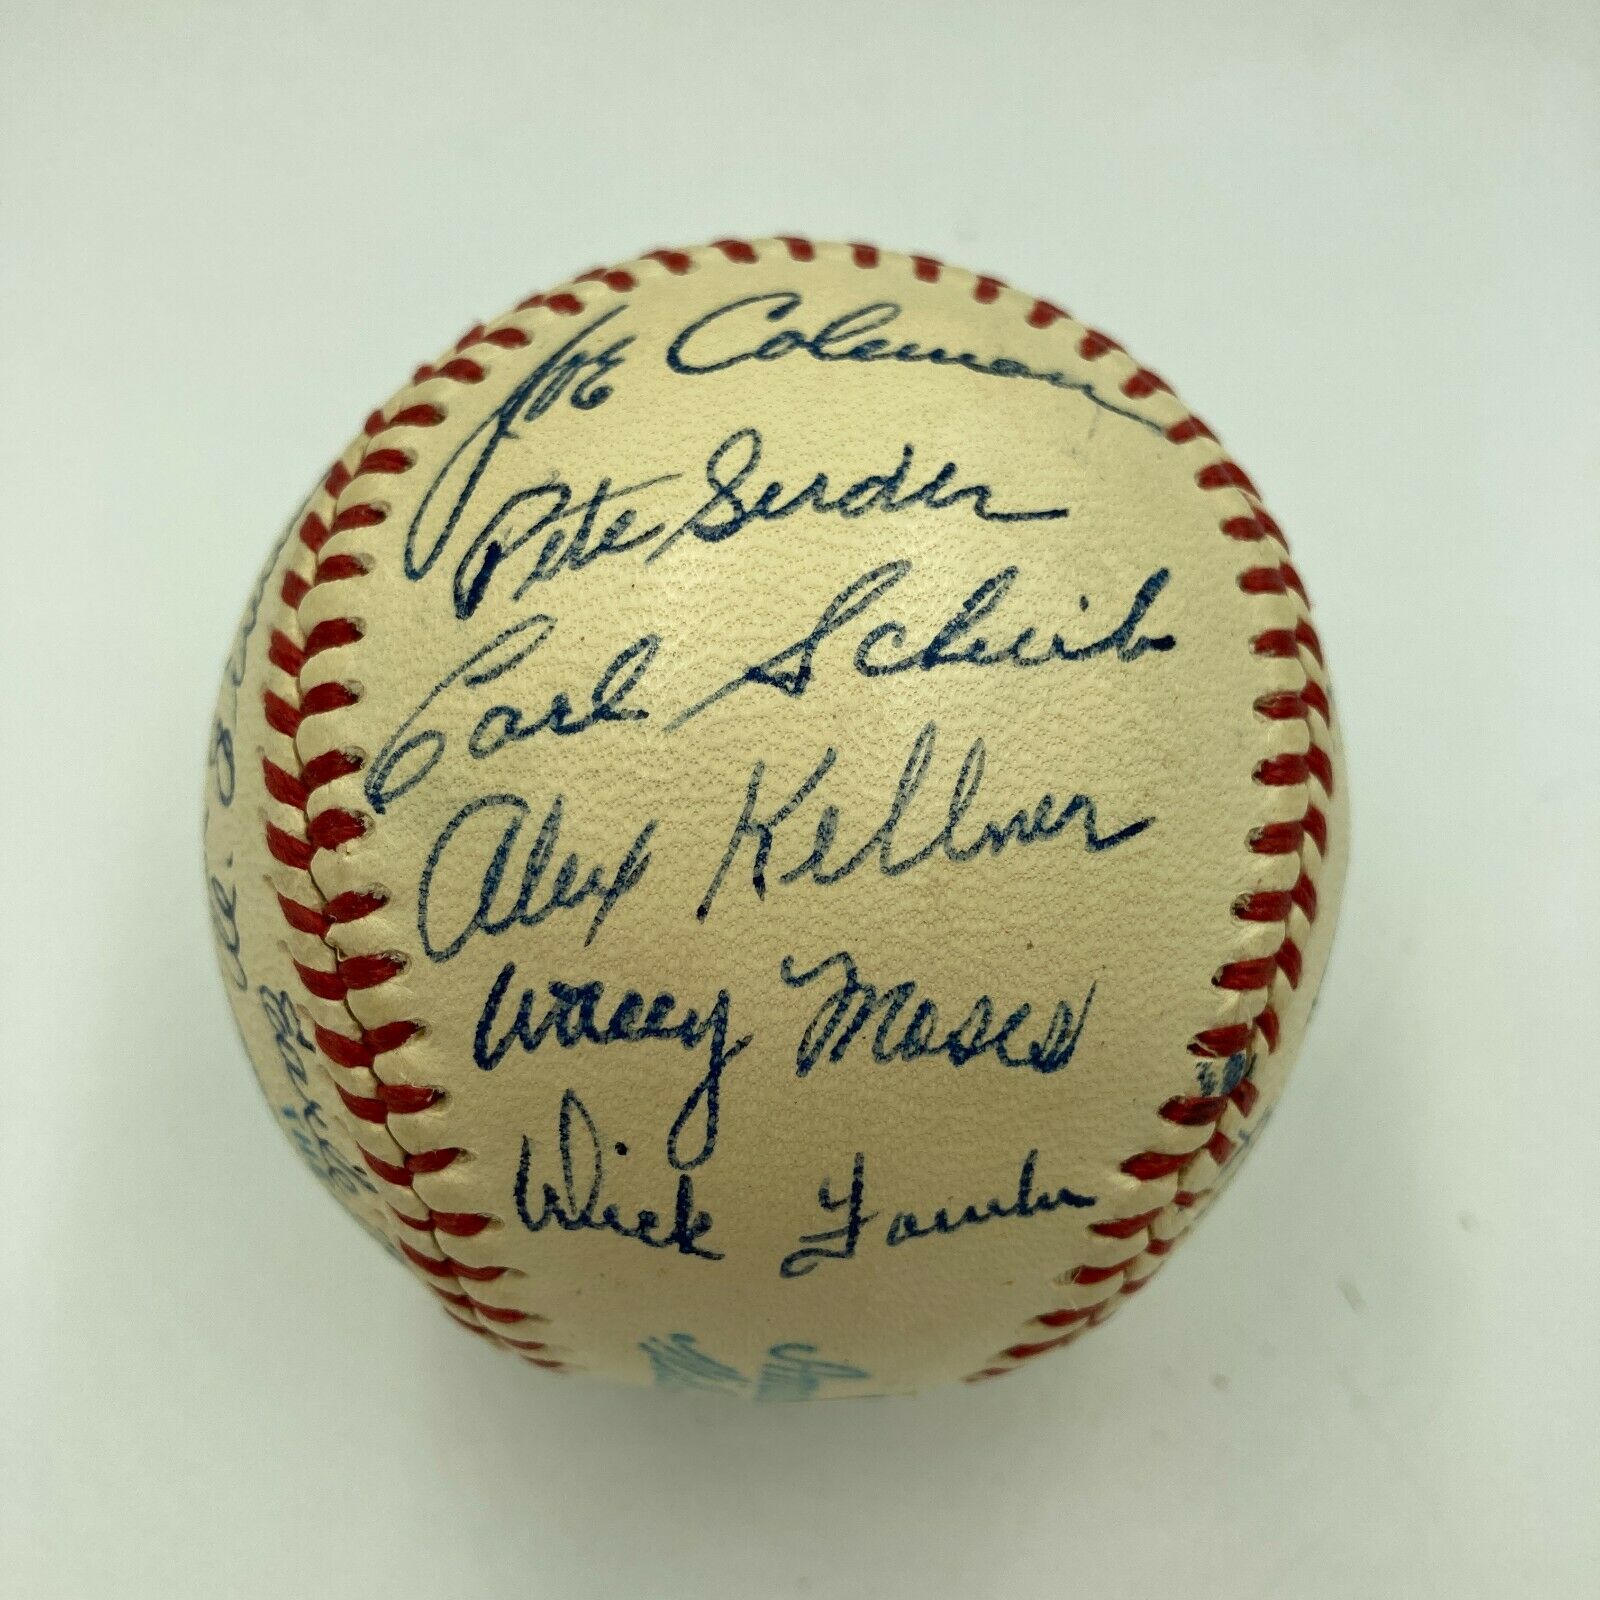 Joe Coleman
Pete Suder
Carl Scheib
Alex Kellner
Wally Moses
Dick Fowler